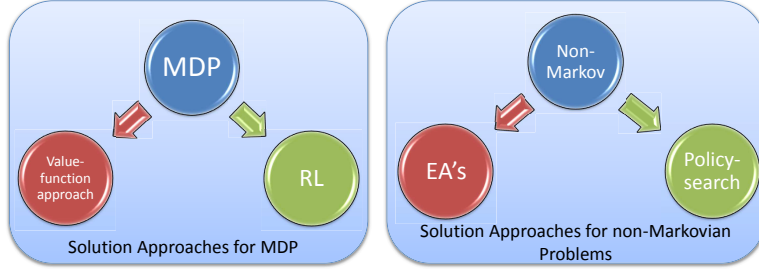 MDP
Value-
function
approach
RL
Solution Approaches for MDP
Non-
Markov
EA's
Policy-
search
Solution Approaches for non-Markovian
Problems